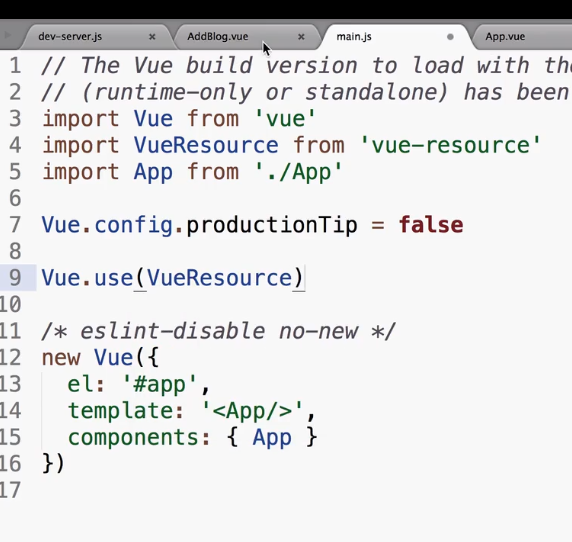 dev-server.js × AddBlog.vue × main.js App.vue
1 // The Vue build version to load with the
2 // (runtime-only or standalone) has been
3 import Vue from 'vue'
4 import VueResource from 'vue-resource'
5 import App from './App'
6
7 Vue.config.productionTip = false
8
9 Vue.use(VueResource)
10
11 /* eslint-disable no-new */
12 new Vue({
13 el: '#app',
14 template: '<App/>',
15 components: { App }
16 })
17